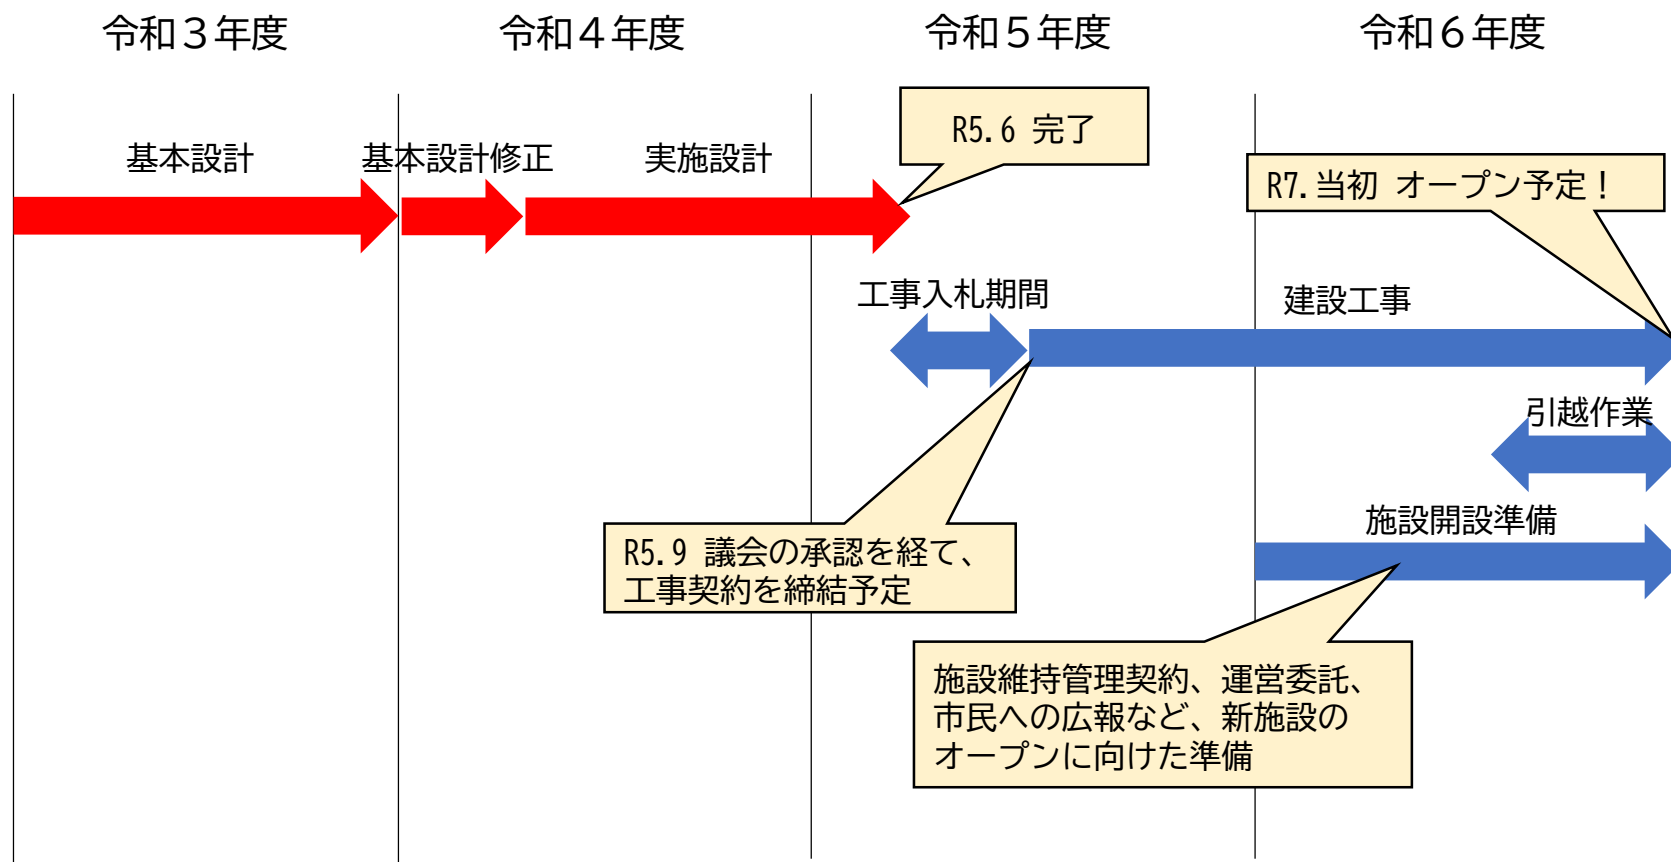 令和３年度
令和４年度
令和５年度
令和６年度
R5.6 完了
基本設計
基本設計修正
実施設計
R7.当初 オープン予定！
工事入札期間
建設工事
引越作業
施設開設準備
R5.9 議会の承認を経て、
工事契約を締結予定
施設維持管理契約、運営委託、
市民への広報など、新施設の
オープンに向けた準備